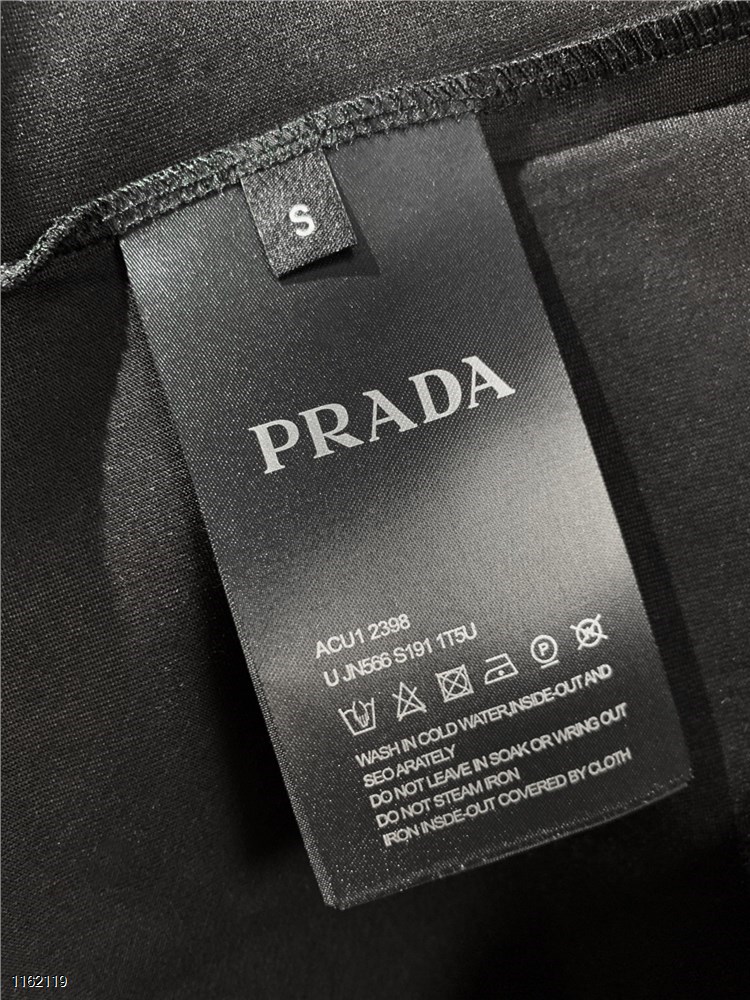 S
PRADA
ACU1 2398
U JN566 S191 1T5U
P
W
WASH IN COLD WATER,INSIDE-OUT AND
SEO ARATELY
DO NOT LEAVE IN SOAK OR WRING OUT
DO NOT STEAM IRON
IRON INSDE-OUT COVERED BY CLOTH
1162119